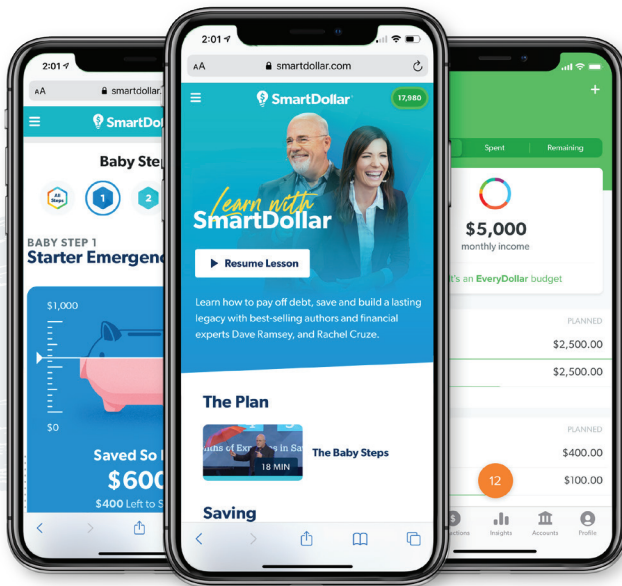 2:01
AA smartdollar.
SmartDol
Baby Ste
All Steps
1
2
BABY STEP 1
Starter Emergenc
$1,000
$0
Saved So
$600
$400 Left to S
2:01
AA smartdollar.com
SmartDollar
17,980
Learn with
SmartDollar
Resume Lesson
Learn how to pay off debt, save and build a lasting
legacy with best-selling authors and financial
experts Dave Ramsey, and Rachel Cruze.
The Plan
18 MIN
The Baby Steps
Saving
+
Spent Remaining
$5,000
monthly income
t's an EveryDollar budget
PLANNED
$2,500.00
$2,500.00
PLANNED
$400.00
12
$100.00
ctions Insights Accounts Profile